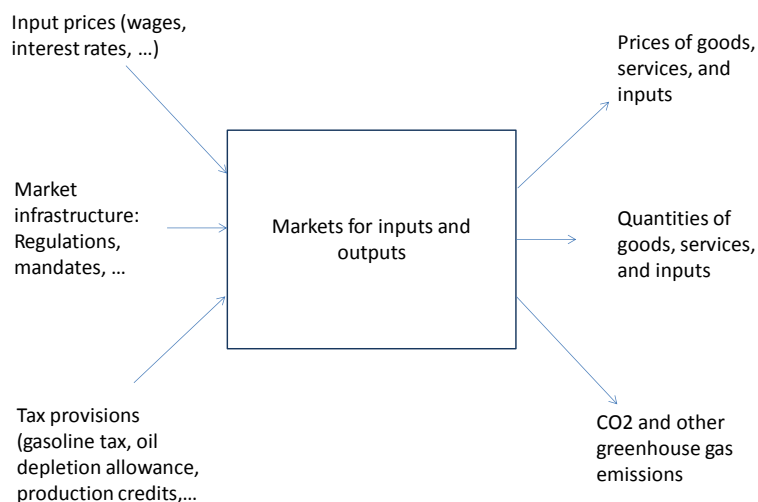 Input prices (wages,
interest rates, …)
Market
infrastructure:
Regulations,
mandates, …
Tax provisions
(gasoline tax, oil
depletion allowance,
production credits,…
Markets for inputs and
outputs
Prices of goods,
services, and
inputs
Quantities of
goods, services,
and inputs
CO2 and other
greenhouse gas
emissions